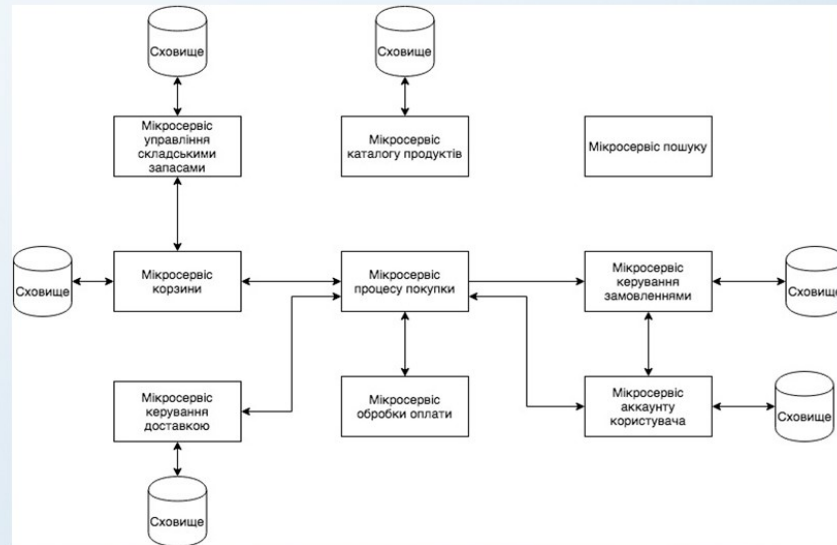 Сховище
Сховище
Мікросервіс
управління
складськими
запасами
Мікросервіс
каталогу продуктів
Мікросервіс пошуку
Сховище
Мікросервіс
корзини
Мікросервіс
процесу покупки
Мікросервіс
керування
замовленнями
Сховище
Мікросервіс
керування
доставкою
Мікросервіс
обробки оплати
Мікросервіс
аккаунту
користувача
Сховище
Сховище